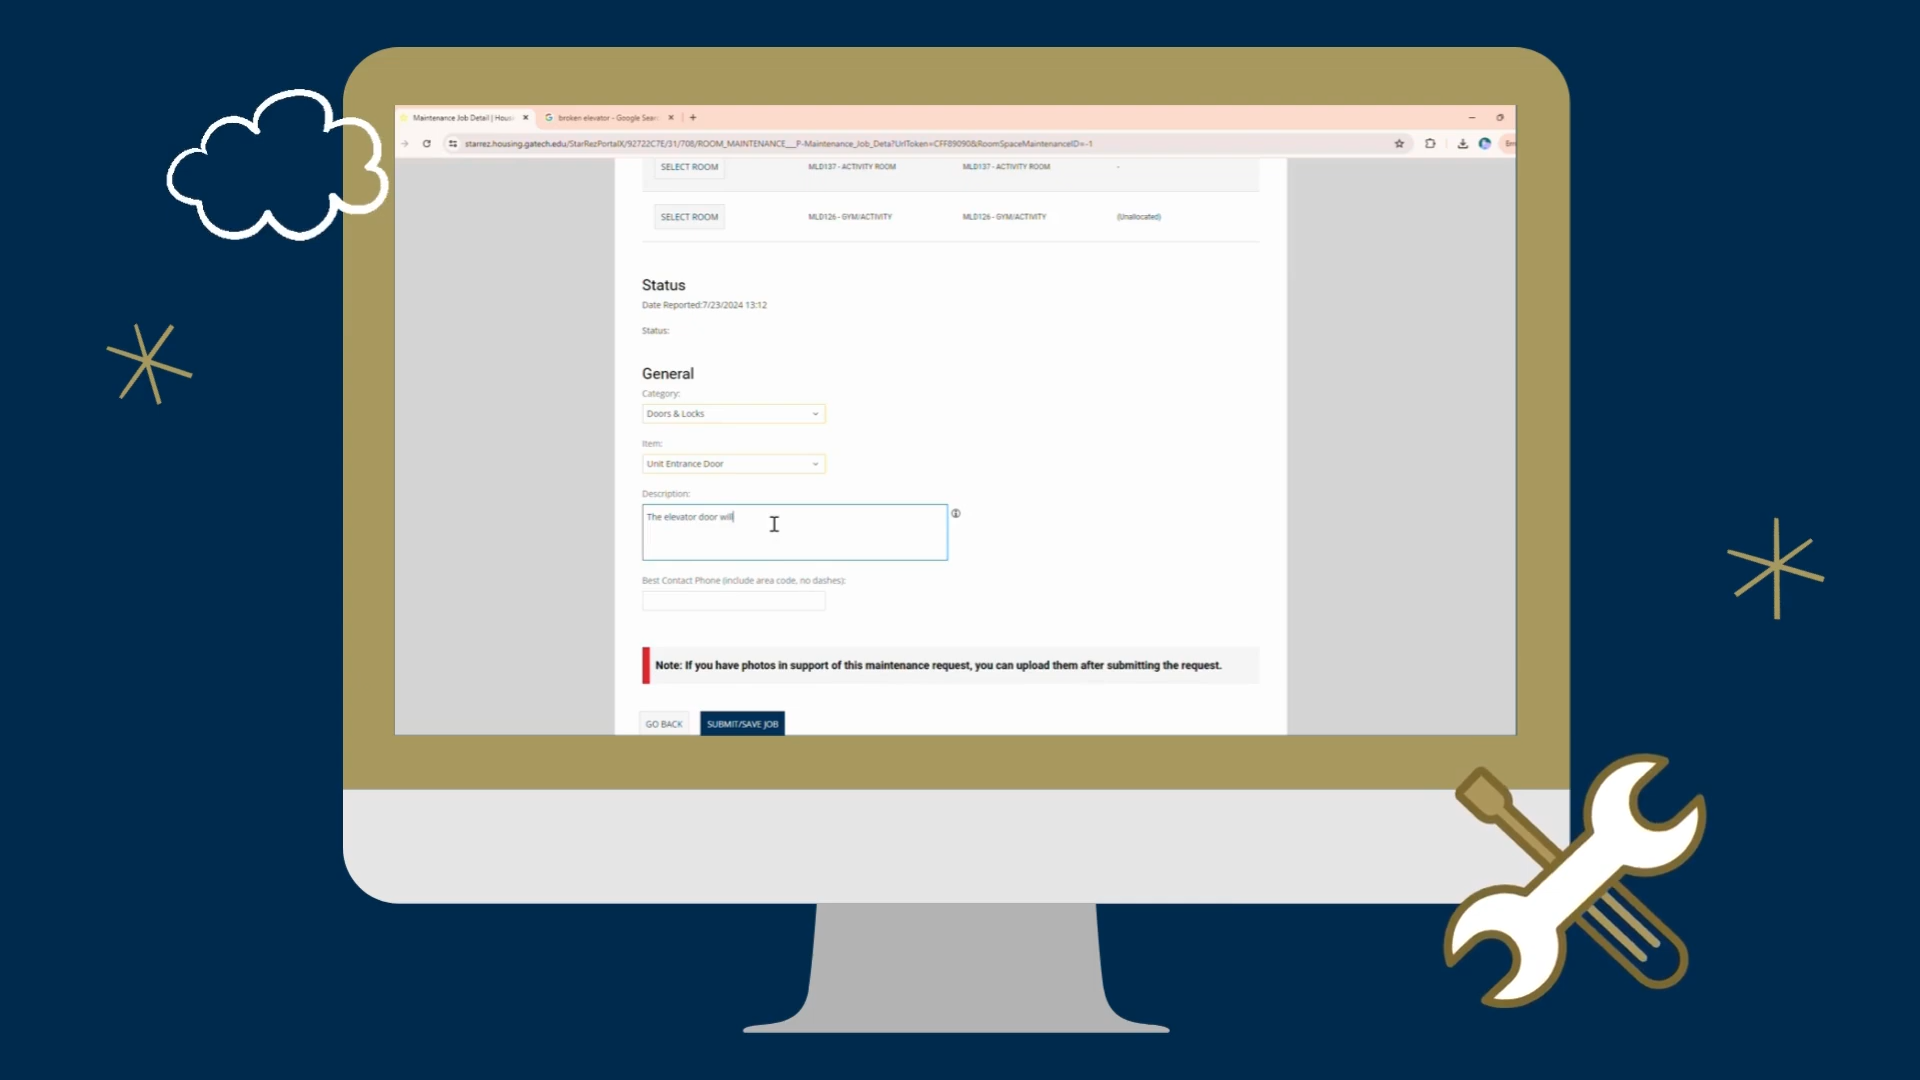 Maintenance Job Detail | Housi
broken elevator - Google Sear
starrez.housing.gatech.edu/StarRezPortalX/92722C7E/31/708/ROOM_MAINTENANCE__P-Maintenance_Job_Deta?UrlToken=CFF89090&RoomSpaceMaintenanceID=-1
SELECT ROOM MLD137 - ACTIVITY ROOM MLD137 - ACTIVITY ROOM -
SELECT ROOM MLD126 - GYM/ACTIVITY MLD126 - GYM/ACTIVITY (Unallocated)
Status
Date Reported:7/23/2024 13:12
Status:
General
Category:
Doors & Locks
Item:
Unit Entrance Door
Description:
The elevator door will
Best Contact Phone (include area code, no dashes):
Note: If you have photos in support of this maintenance request, you can upload them after submitting the request.
GO BACK SUBMIT/SAVE JOB